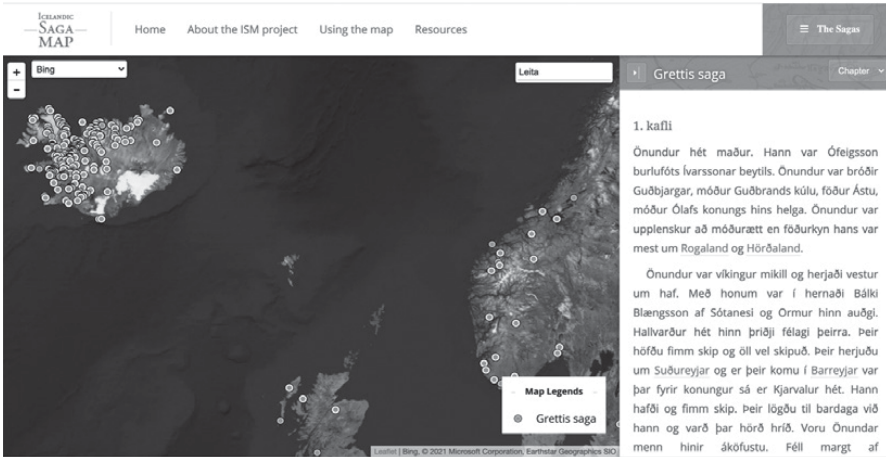 Icelandic
Saga
Map
Home
About the ISM project
Using the map
Resources
☰ The Sagas
+
-
Bing
Leita
Grettis saga
Chapter
1. kafli
Önundur hét maður. Hann var Ófeigsson
burlufóts Ívarssonar beytils. Önundur var bróðir
Guðbjargar, móður Guðbrands kúlu, föður Ástu,
móður Ólafs konungs hins helga. Önundur var
upplenskur að móðurætt en föðurkyn hans var
mest um Rogaland og Hörðaland.
Önundur var víkingur mikill og herjaði vestur
um haf. Með honum var í hernaði Bálki
Blængsson af Sótanesi og Ormur hinn auðgi.
Hallvarður hét hinn þriðji félagi þeirra. Þeir
höfðu fimm skip og öll vel skipuð. Þeir herjuðu
um Suðureyjar og er þeir komu í Barreyjar var
þar fyrir konungur sá er Kjarvalur hét. Hann
hafði og fimm skip. Þeir lögðu til bardaga við
hann og varð þar hörð hríð. Voru Önundar
menn hinir áköfustu. Féll margt af
Map Legends
Grettis saga
Leaflet | Bing, © 2021 Microsoft Corporation, Earthstar Geographics SIO